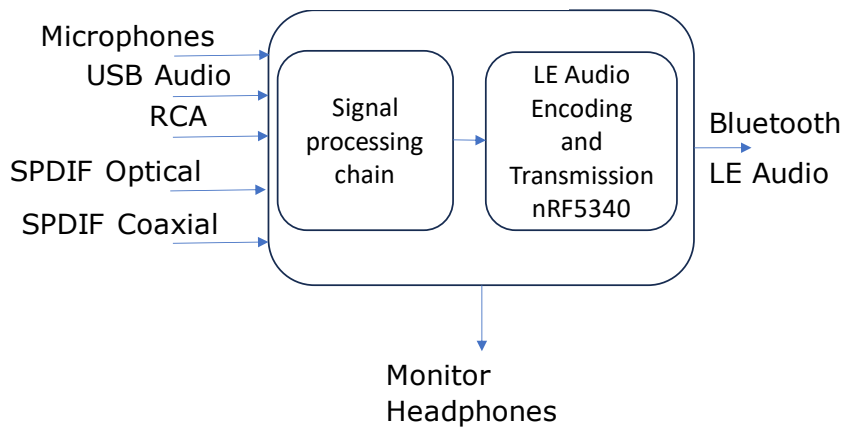 Microphones
USB Audio
RCA
SPDIF Optical
SPDIF Coaxial
Signal
processing
chain
LE Audio
Encoding
and
Transmission
nRF5340
Bluetooth
LE Audio
Monitor
Headphones